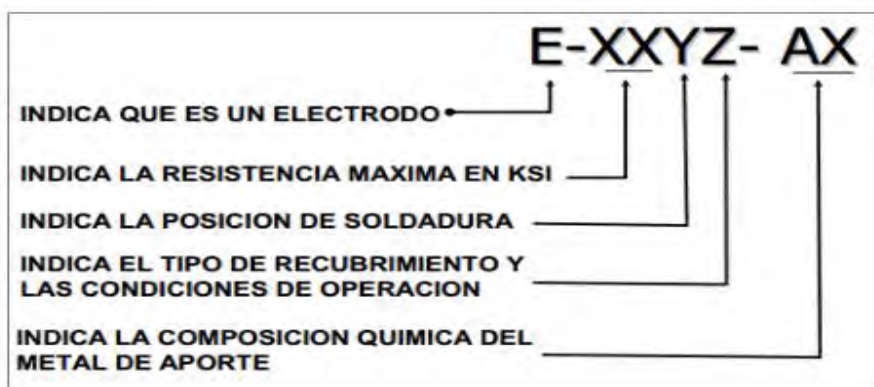 E-XXYZ- AX
INDICA QUE ES UN ELECTRODO
INDICA LA RESISTENCIA MAXIMA EN KSI
INDICA LA POSICION DE SOLDADURA
INDICA EL TIPO DE RECUBRIMIENTO Y
LAS CONDICIONES DE OPERACION
INDICA LA COMPOSICION QUIMICA DEL
METAL DE APORTE